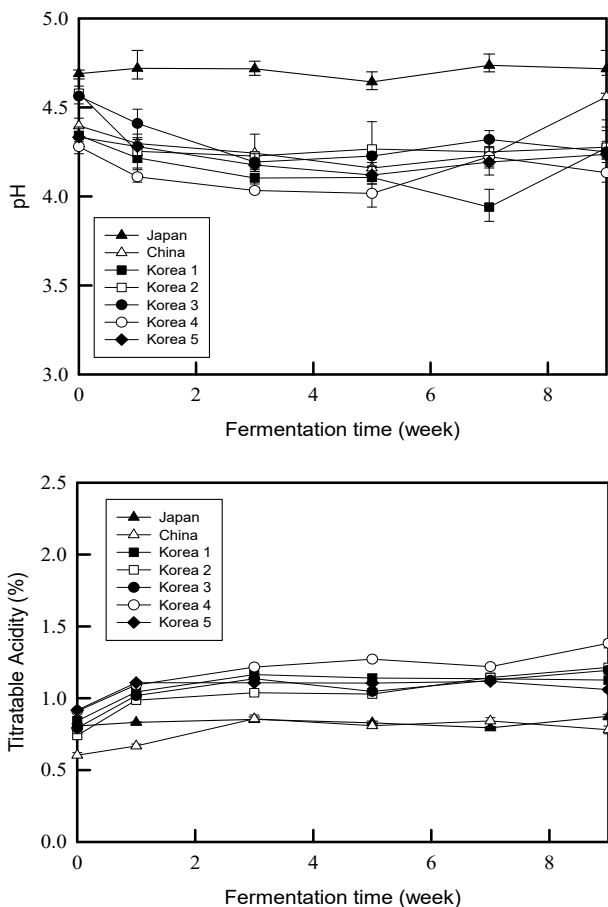 5.0
4.5
4.0
3.5
3.0
pH
Japan
China
Korea 1
Korea 2
Korea 3
Korea 4
Korea 5
0 2 4 6 8
Fermentation time (week)
2.5
2.0
1.5
1.0
0.5
0.0
Titratable Acidity (%)
Japan
China
Korea 1
Korea 2
Korea 3
Korea 4
Korea 5
0 2 4 6 8
Fermentation time (week)